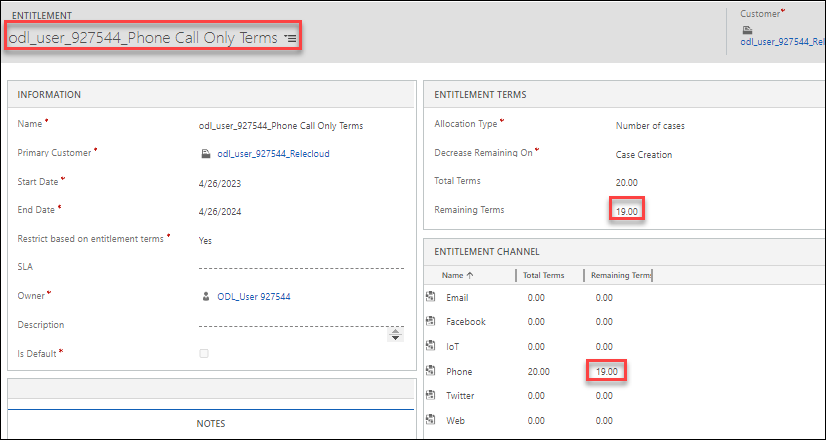 ENTITLEMENT
odl_user_927544_Phone Call Only Terms
Customer*
odl_user_927544_Rel
INFORMATION
Name *
odl_user_927544_Phone Call Only Terms
Primary Customer *
odl_user_927544_Relecloud
Start Date *
4/26/2023
End Date *
4/26/2024
Restrict based on entitlement terms *
Yes
SLA
Owner *
ODL_User 927544
Description
Is Default *
NOTES
ENTITLEMENT TERMS
Allocation Type *
Number of cases
Decrease Remaining On *
Case Creation
Total Terms
20.00
Remaining Terms
19.00
ENTITLEMENT CHANNEL
Name ↑ Total Terms Remaining Terms
Email 0.00 0.00
Facebook 0.00 0.00
IoT 0.00 0.00
Phone 20.00 19.00
Twitter 0.00 0.00
Web 0.00 0.00